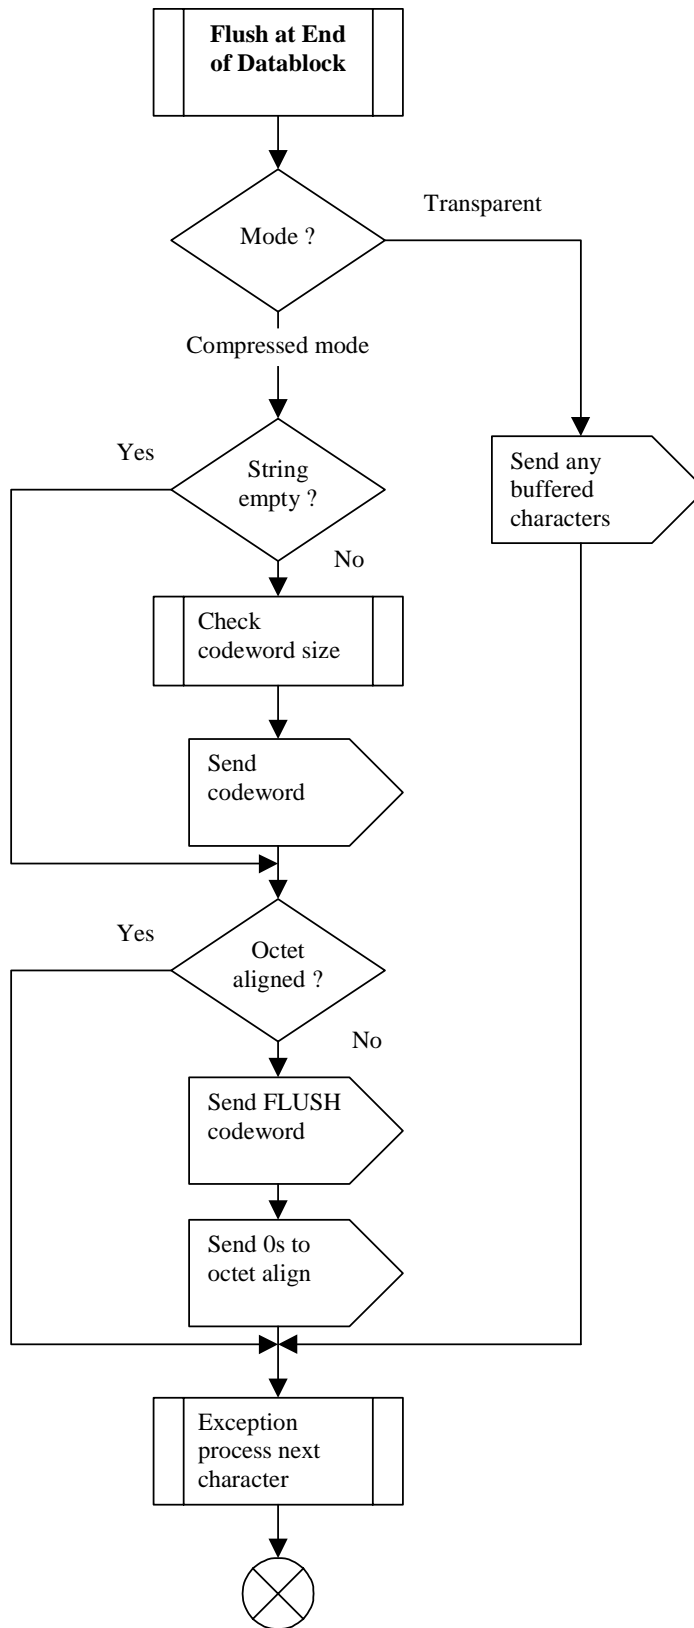 Flush at End
of Datablock
Mode ?
Transparent
Compressed mode
Yes
String
empty ?
No
Send any
buffered
characters
Check
codeword size
Send
codeword
Yes
Octet
aligned ?
No
Send FLUSH
codeword
Send 0s to
octet align
Exception
process next
character